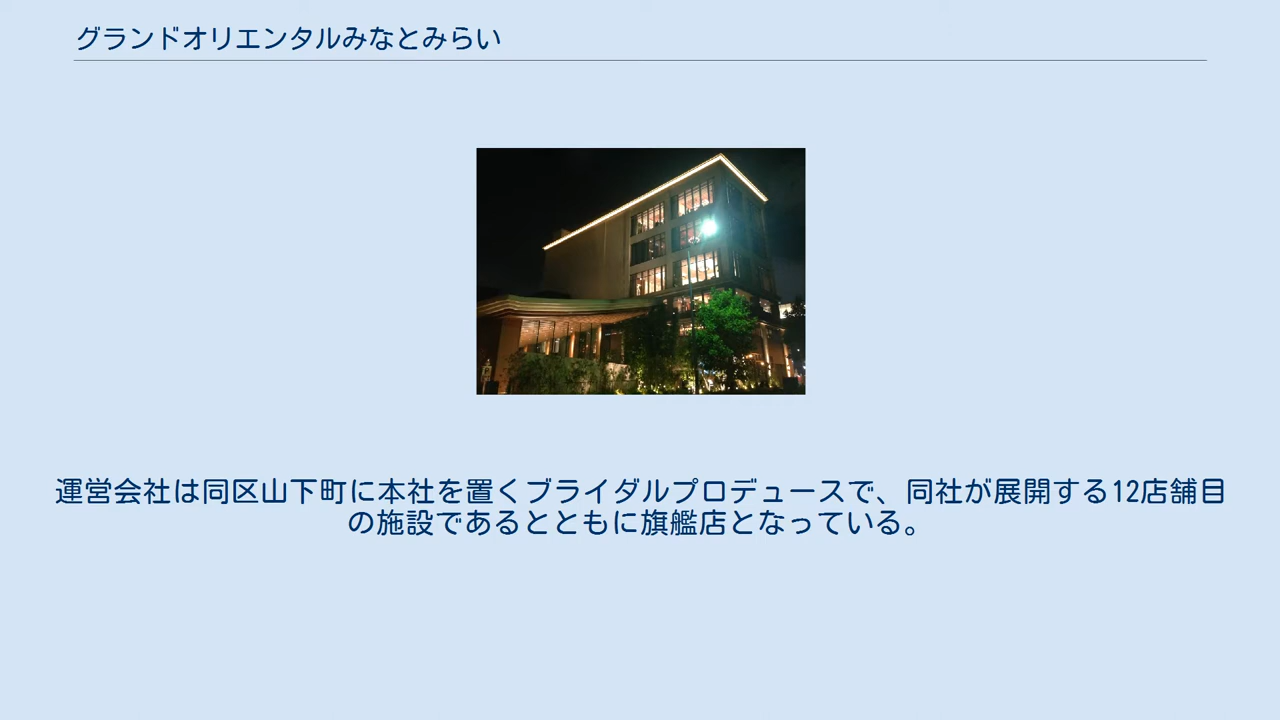 グランドオリエンタルみなとみらい
運営会社は同区山下町に本社を置くブライダルプロデュースで、同社が展開する12店舗目
の施設であるとともに旗艦店となっている。